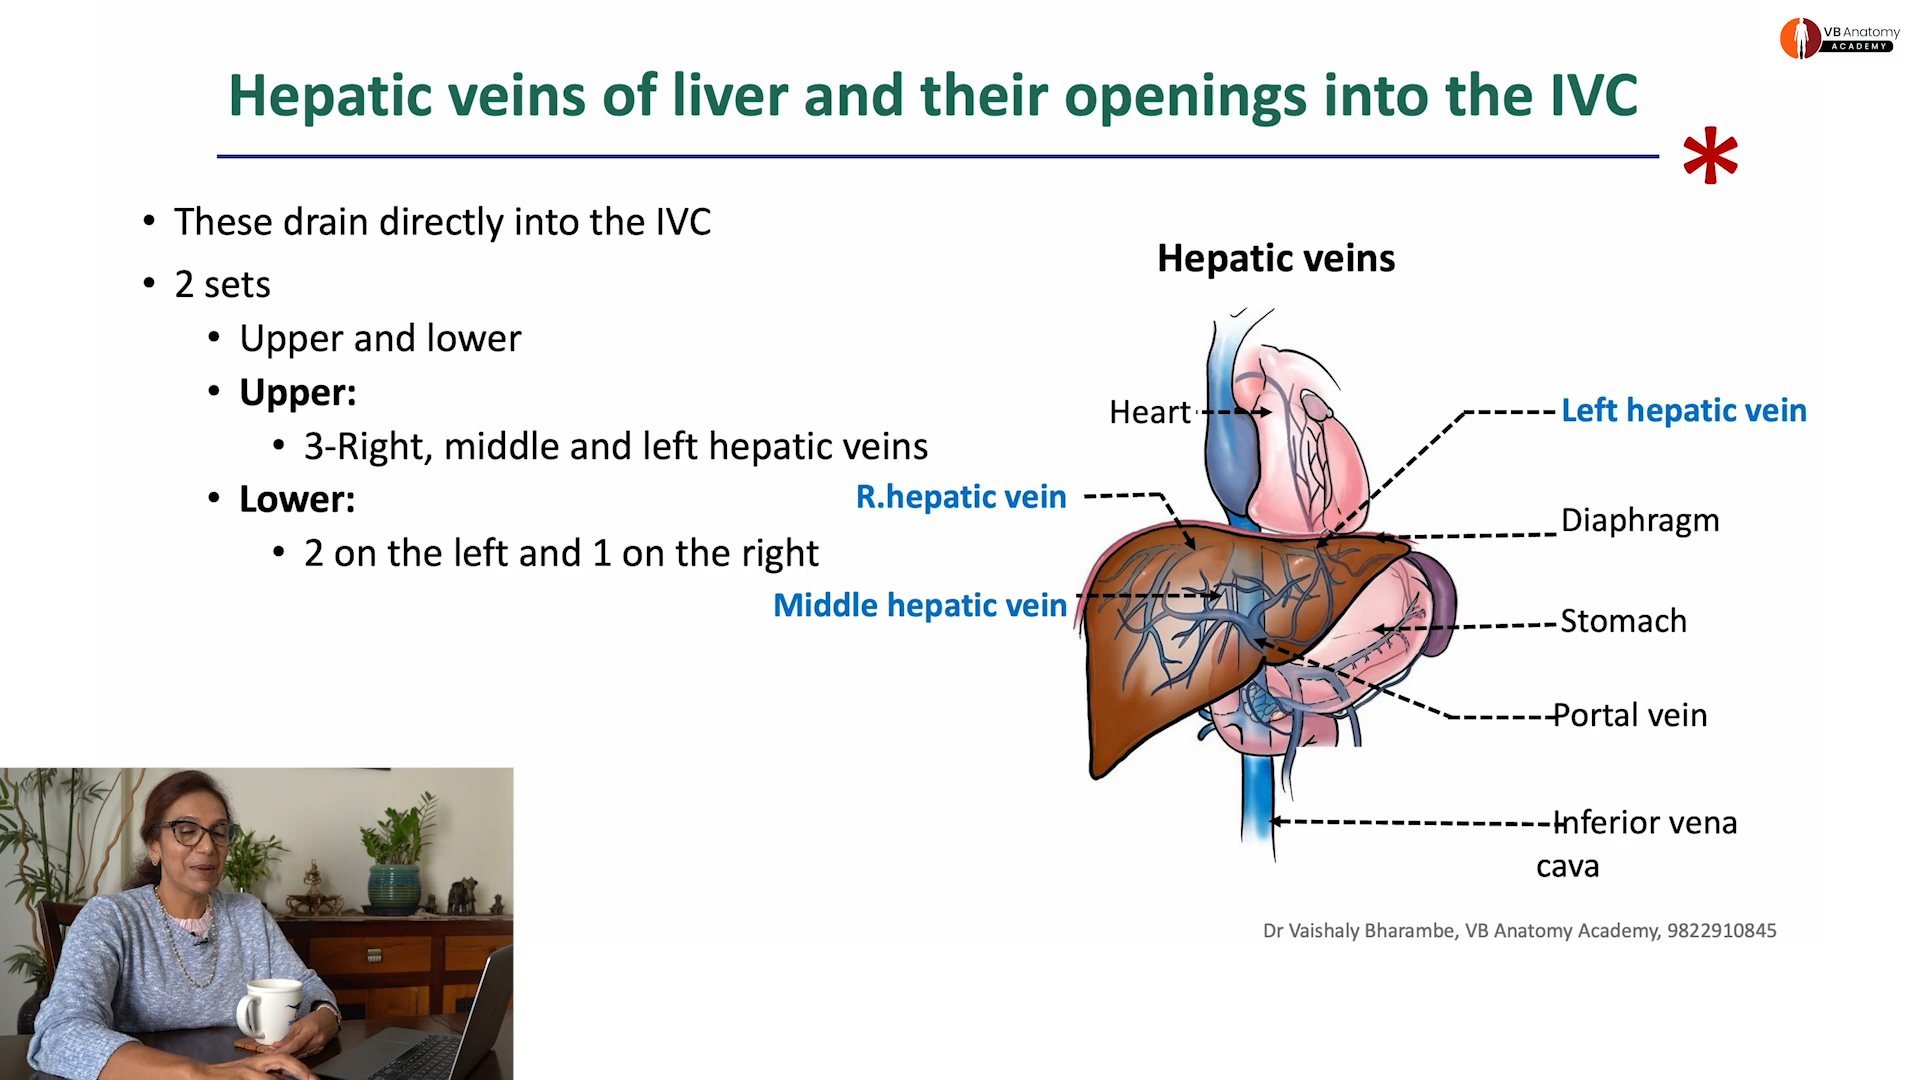 VB Anatomy
ACADEMY
Hepatic veins of liver and their openings into the IVC
*
• These drain directly into the IVC
• 2 sets
• Upper and lower
• Upper:
• 3-Right, middle and left hepatic veins
• Lower:
• 2 on the left and 1 on the right
Hepatic veins
Heart
Left hepatic vein
R.hepatic vein
Diaphragm
Middle hepatic vein
Stomach
Portal vein
Inferior vena
cava
Dr Vaishaly Bharambe, VB Anatomy Academy, 9822910845